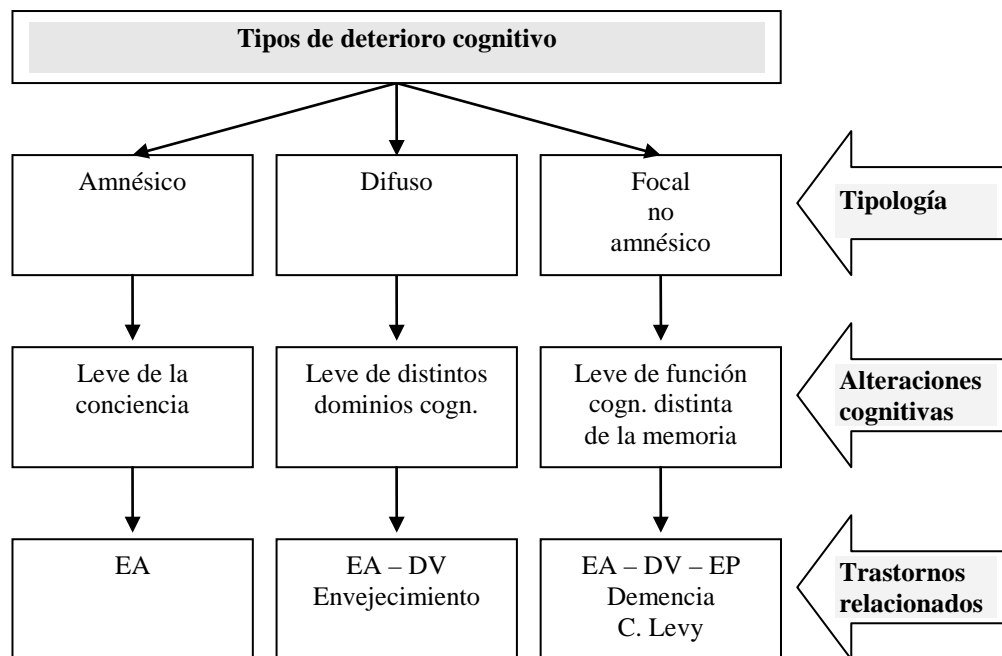 Tipos de deterioro cognitivo
Amnésico
Difuso
Focal
no
amnésico
Tipología
Leve de la
conciencia
Leve de distintos
dominios cogn.
Leve de función
cogn. distinta
de la memoria
Alteraciones
cognitivas
EA
EA – DV
Envejecimiento
EA – DV – EP
Demencia
C. Levy
Trastornos
relacionados